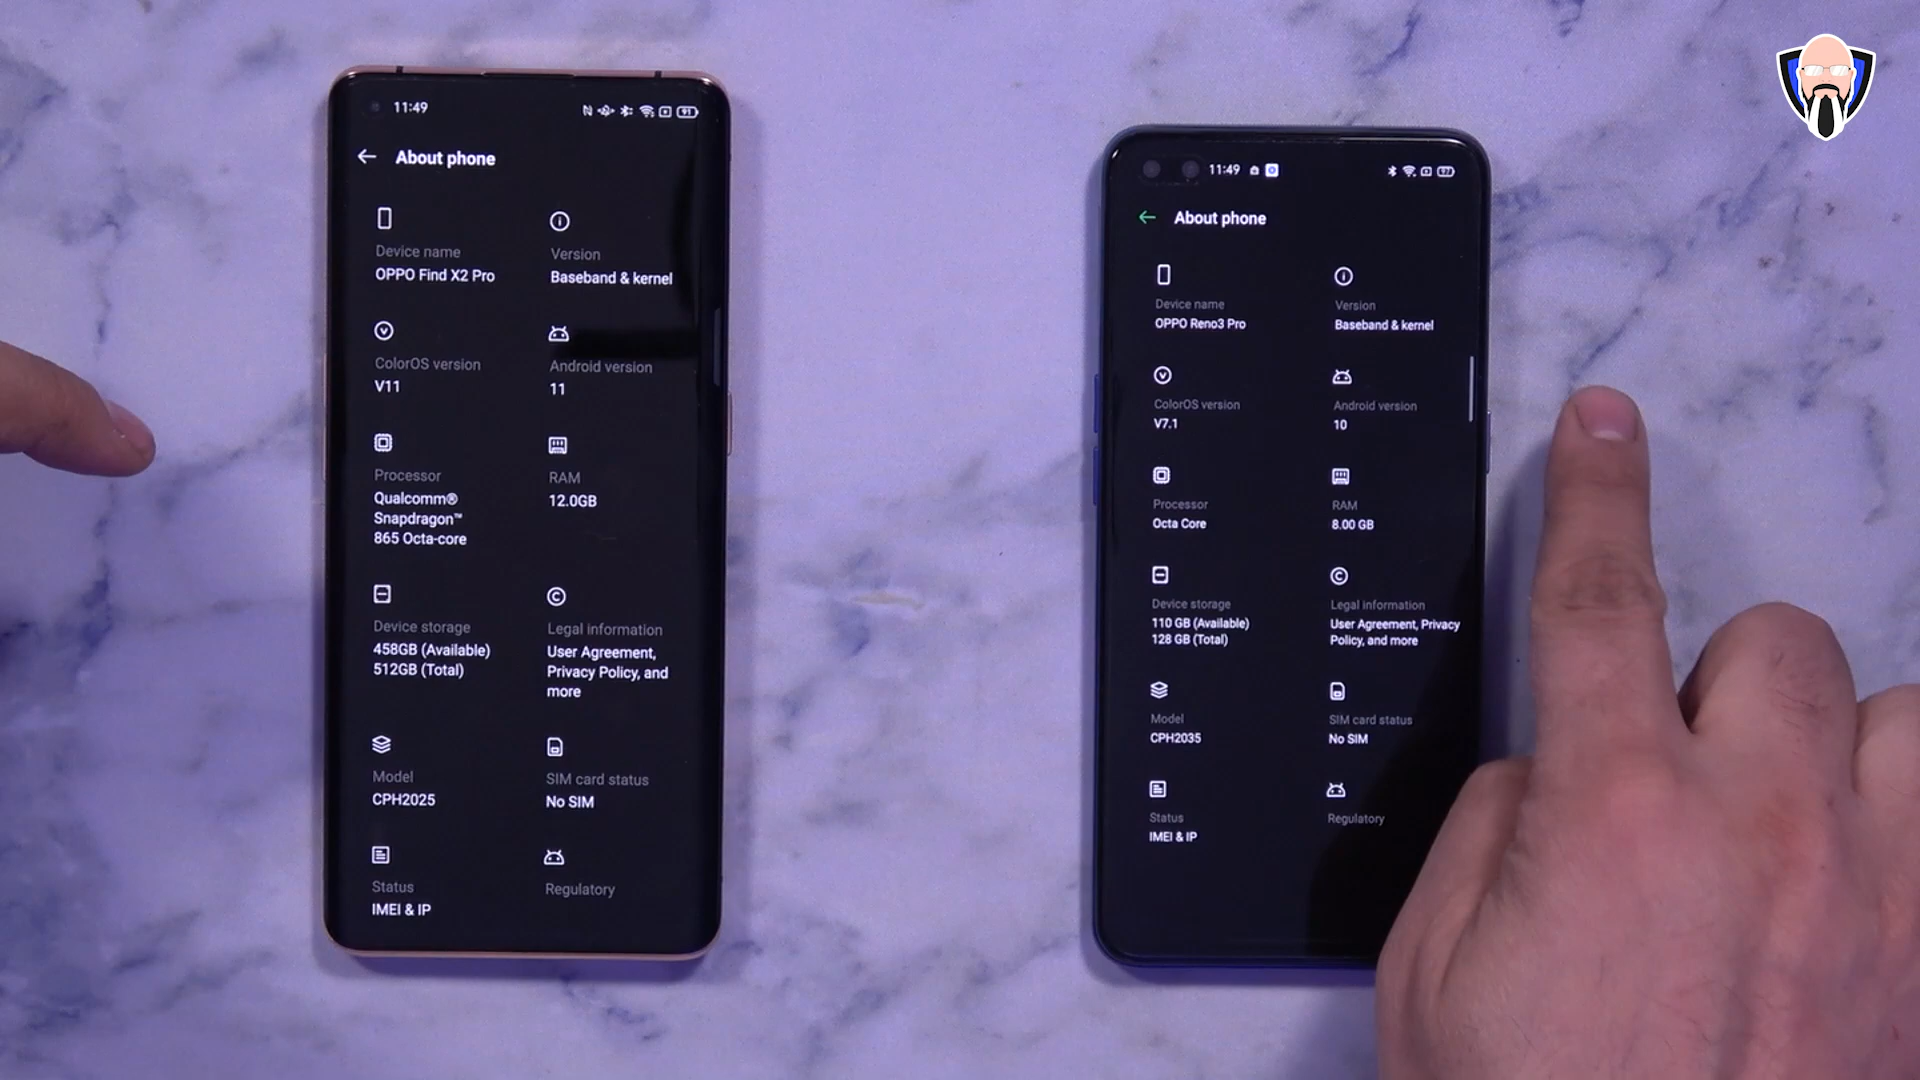 11:49
91
About phone
Device name
OPPO Find X2 Pro
Version
Baseband & kernel
ColorOS version
V11
Android version
11
Processor
Qualcomm®
Snapdragon™
865 Octa-core
RAM
12.0GB
Device storage
458GB (Available)
512GB (Total)
Legal information
User Agreement,
Privacy Policy, and
more
Model
CPH2025
SIM card status
No SIM
Status
IMEI & IP
Regulatory
11:49
About phone
Device name
OPPO Reno3 Pro
Version
Baseband & kernel
ColorOS version
V7.1
Android version
10
Processor
Octa Core
RAM
8.00 GB
Device storage
110 GB (Available)
128 GB (Total)
Legal information
User Agreement, Privacy
Policy, and more
Model
CPH2035
SIM card status
No SIM
Status
IMEI & IP
Regulatory